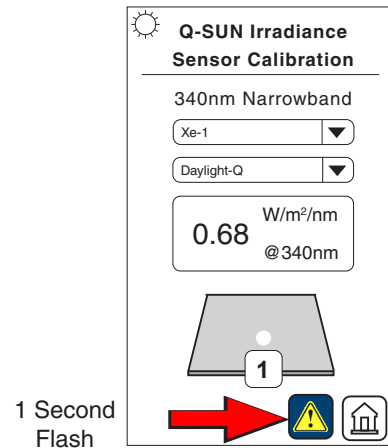 Q-SUN Irradiance
Sensor Calibration
340nm Narrowband
Xe-1
Daylight-Q
0.68 W/m²/nm
@340nm
1
1 Second
Flash